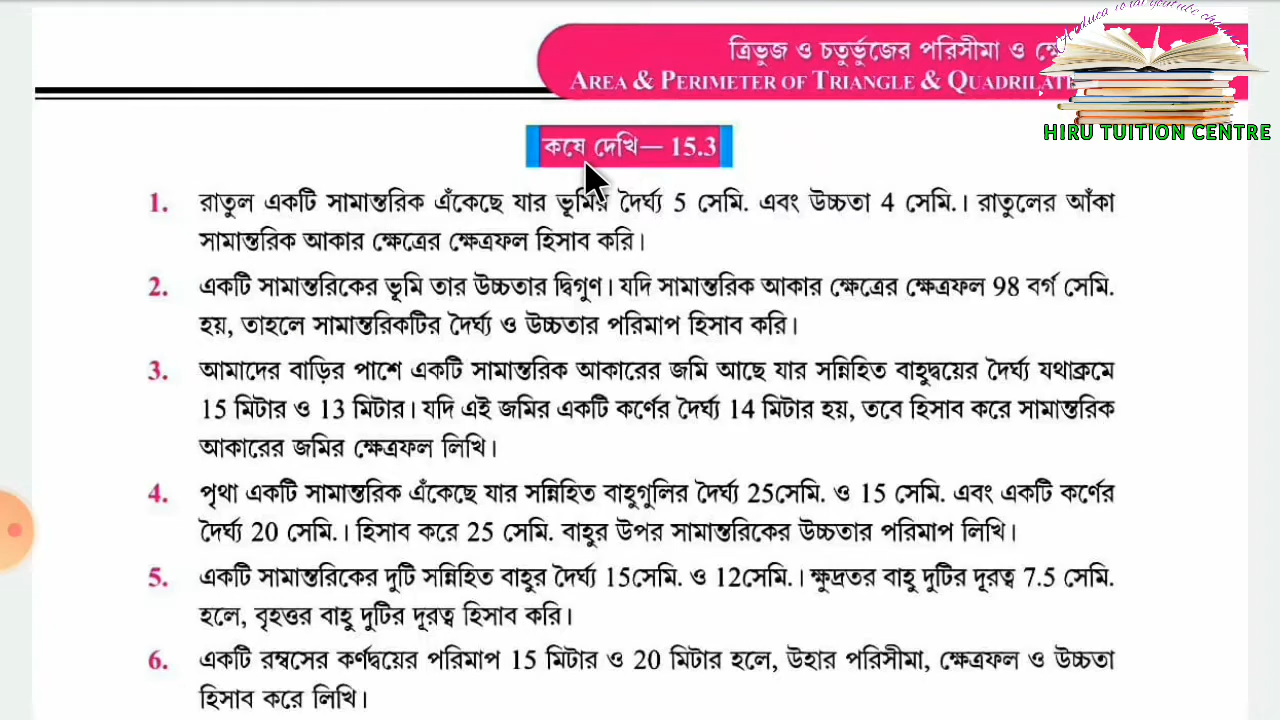 ত্রিভুজ ও চতুর্ভুজের পরিসীমা ও
AREA & PERIMETER OF TRIANGLE &
HIRU TUITION CENTRE
কষে দেখি— 15.3
1. রাতুল একটি সামান্তরিক এঁকেছে যার ভূমির দৈর্ঘ্য 5 সেমি. এবং উচ্চতা 4 সেমি.। রাতুলের আঁকা
সামান্তরিক আকার ক্ষেত্রের ক্ষেত্রফল হিসাব করি।
2. একটি সামান্তরিকের ভূমি তার উচ্চতার দ্বিগুণ। যদি সামান্তরিক আকার ক্ষেত্রের ক্ষেত্রফল 98 বর্গ সেমি.
হয়, তাহলে সামান্তরিকটির দৈর্ঘ্য ও উচ্চতার পরিমাপ হিসাব করি।
3. আমাদের বাড়ির পাশে একটি সামান্তরিক আকারের জমি আছে যার সন্নিহিত বাহুদ্বয়ের দৈর্ঘ্য যথাক্রমে
15 মিটার ও 13 মিটার। যদি এই জমির একটি কর্ণের দৈর্ঘ্য 14 মিটার হয়, তবে হিসাব করে সামান্তরিক
আকারের জমির ক্ষেত্রফল লিখি।
4. পৃথা একটি সামান্তরিক এঁকেছে যার সন্নিহিত বাহুগুলির দৈর্ঘ্য 25সেমি. ও 15 সেমি. এবং একটি কর্ণের
দৈর্ঘ্য 20 সেমি.। হিসাব করে 25 সেমি. বাহুর উপর সামান্তরিকের উচ্চতার পরিমাপ লিখি।
5. একটি সামান্তরিকের দুটি সন্নিহিত বাহুর দৈর্ঘ্য 15সেমি. ও 12সেমি.। ক্ষুদ্রতর বাহু দুটির দূরত্ব 7.5 সেমি.
হলে, বৃহত্তর বাহু দুটির দূরত্ব হিসাব করি।
6. একটি রম্বসের কর্ণদ্বয়ের পরিমাপ 15 মিটার ও 20 মিটার হলে, উহার পরিসীমা, ক্ষেত্রফল ও উচ্চতা
হিসাব করে লিখি।